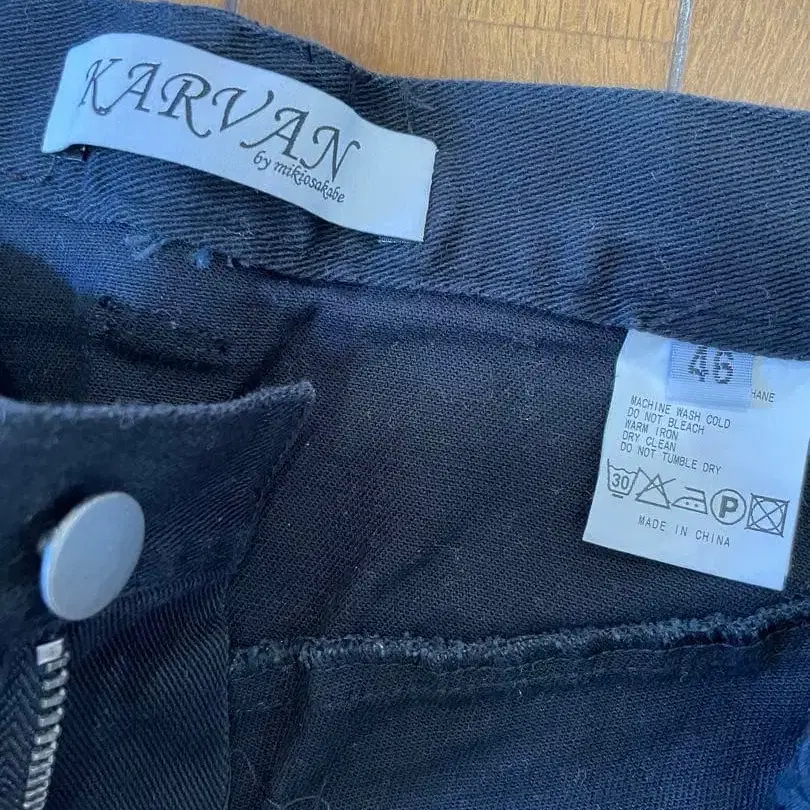 KARVAN
by mikiosakabe
46
HANE
MACHINE WASH COLD
DO NOT BLEACH
WARM IRON
DRY CLEAN
DO NOT TUMBLE DRY
30
P
MADE IN CHINA